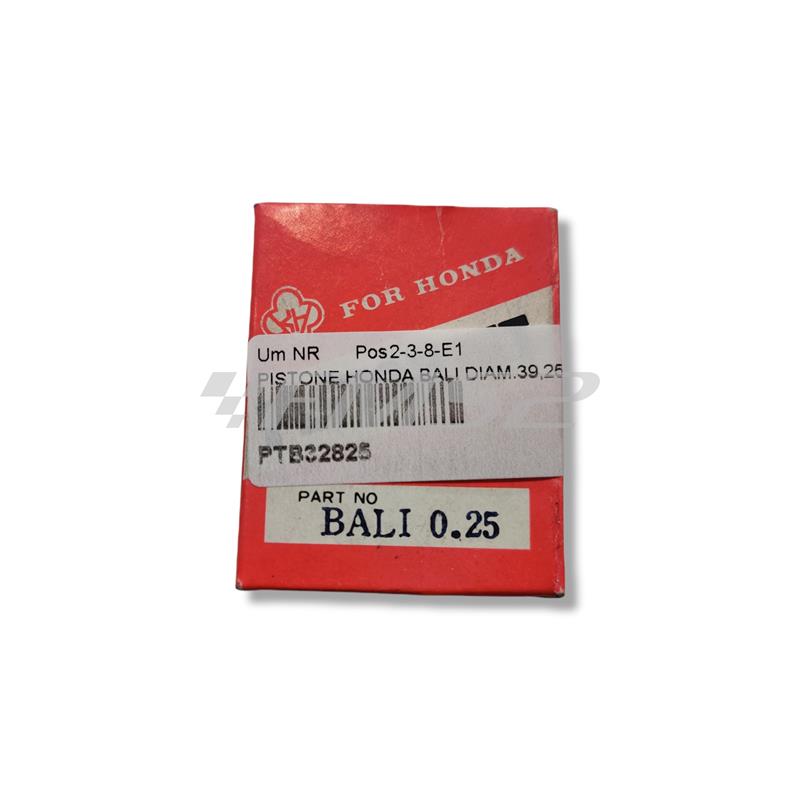 FOR HONDA
Um NR Pos2-3-8-E1
PISTONE HONDA BALI DIAM.39,25
PTB32825
PART NO
BALI 0.25